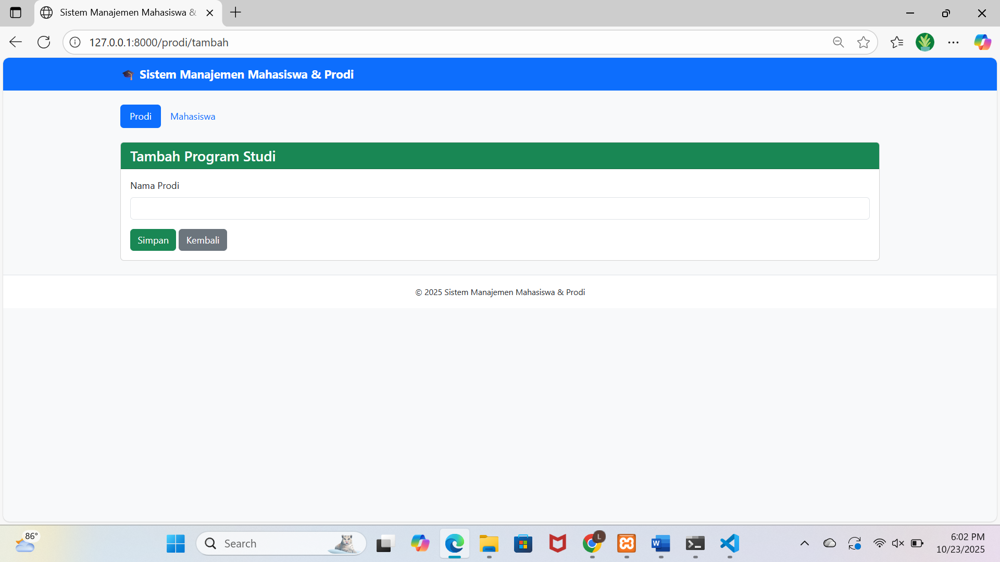 Sistem Manajemen Mahasiswa &
127.0.0.1:8000/prodi/tambah
Sistem Manajemen Mahasiswa & Prodi
Prodi
Mahasiswa
Tambah Program Studi
Nama Prodi
Simpan
Kembali
© 2025 Sistem Manajemen Mahasiswa & Prodi
86°
Search
L
W
6:02 PM
10/23/2025